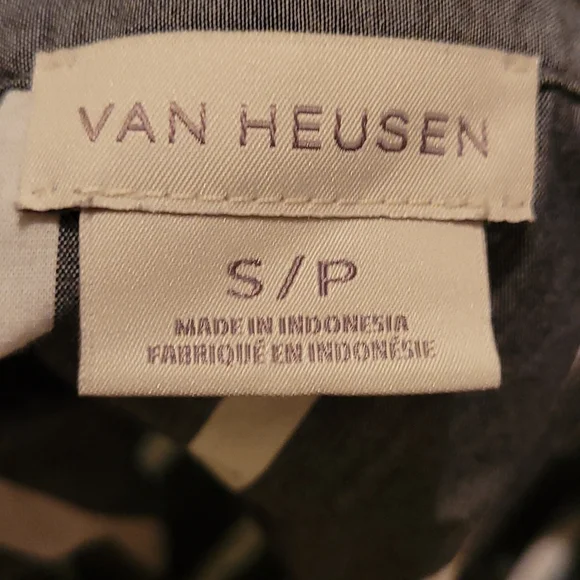 VAN HEUSEN
S/P
MADE IN INDONESIA
FABRIQUÉ EN INDONÉSIE